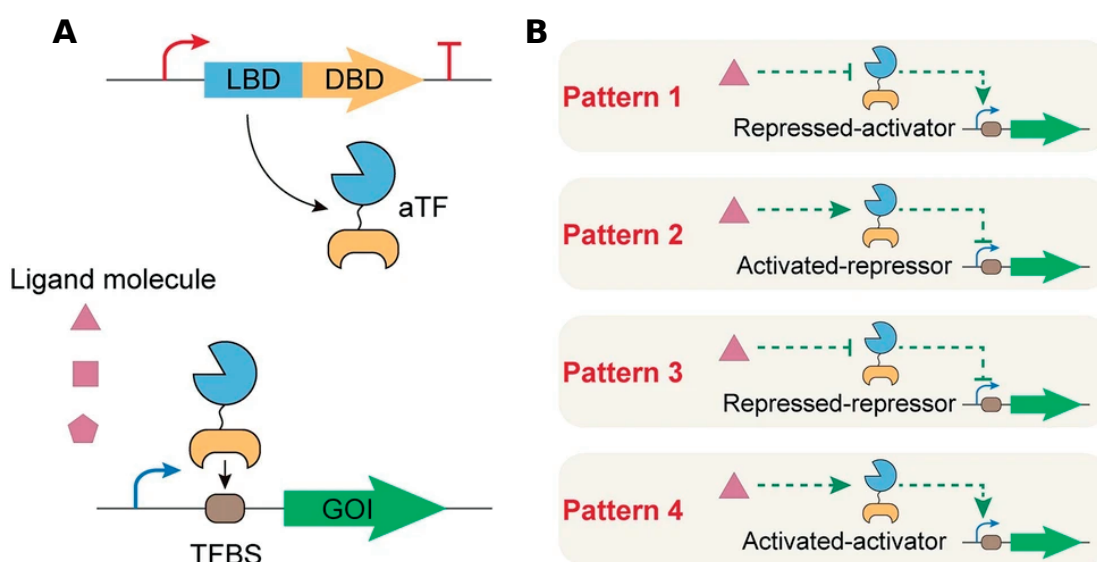 A
LBD
DBD
aTF
Ligand molecule
GOI
TFBS
B
Pattern 1
Repressed-activator
Pattern 2
Activated-repressor
Pattern 3
Repressed-repressor
Pattern 4
Activated-activator